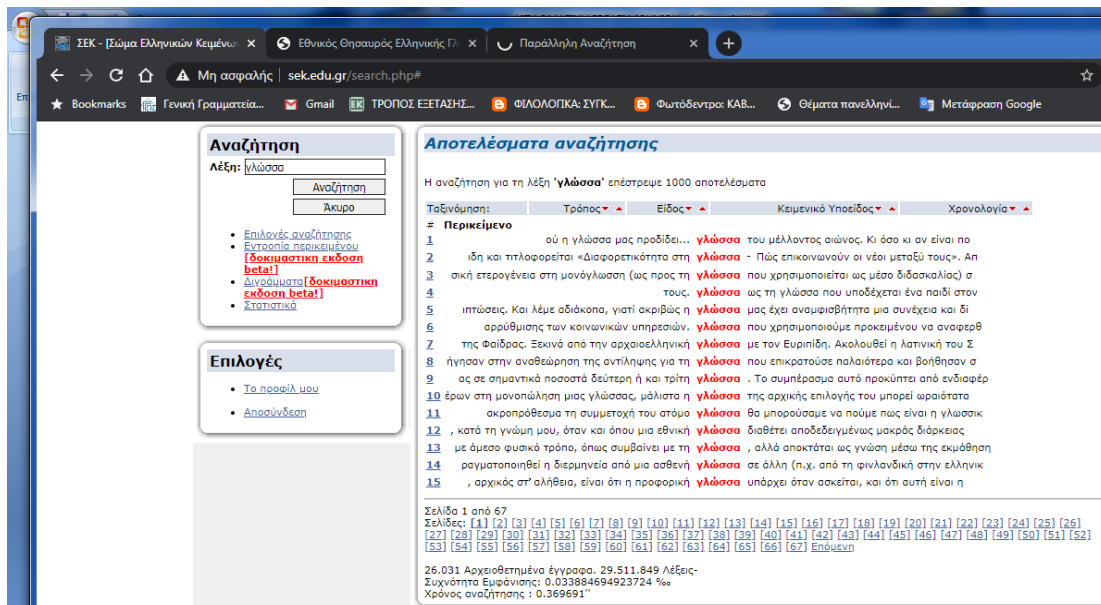 ΣΕΚ - [Σώμα Ελληνικών Κειμένω
Εθνικός Θησαυρός Ελληνικής Γλ
Παράλληλη Αναζήτηση
Μη ασφαλής | sek.edu.gr/search.php#
Επ
Bookmarks Γενική Γραμματεία... Gmail ΤΡΟΠΟΣ ΕΞΕΤΑΣΗΣ... ΦΙΛΟΛΟΓΙΚΑ: ΣΥΓΚ... Φωτόδεντρο: ΚΑΒ... Θέματα πανελληνί... Μετάφραση Google
Αναζήτηση
Λέξη: γλώσσα
Αναζήτηση
Άκυρο
Επιλογές αναζήτησης
Εντροπία περικειμένου
[δοκιμαστικη εκδοση
beta!]
Διγράμματα[δοκιμαστικη
εκδοση beta!]
Στατιστικά
Επιλογές
Το προφίλ μου
Αποσύνδεση
Αποτελέσματα αναζήτησης
Η αναζήτηση για τη λέξη 'γλώσσα' επέστρεψε 1000 αποτελέσματα
Ταξινόμηση: Τρόπος Είδος Κειμενικό Υποείδος Χρονολογία
# Περικείμενο
1 ού η γλώσσα μας προδίδει... γλώσσα του μέλλοντος αιώνος. Κι όσο κι αν είναι πο
2 ιδη και τιτλοφορείται «Διαφορετικότητα στη γλώσσα - Πώς επικοινωνούν οι νέοι μεταξύ τους». Απ
3 σική ετερογένεια στη μονόγλωσση (ως προς τη γλώσσα που χρησιμοποιείται ως μέσο διδασκαλίας) σ
4 τους. γλώσσα ως τη γλώσσα που υποδέχεται ένα παιδί στον
5 ιπτώσεις. Και λέμε αδιάκοπα, γιατί ακριβώς η γλώσσα μας έχει αναμφισβήτητα μια συνέχεια και δί
6 αρρύθμιση των κοινωνικών υπηρεσιών. γλώσσα που χρησιμοποιούμε προκειμένου να αναφερθ
7 της Φαίδρας. Ξεκινά από την αρχαιοελληνική γλώσσα με τον Ευριπίδη. Ακολουθεί η λατινική του Σ
8 ήγησαν στην αναθεώρηση της αντίληψης για τη γλώσσα που επικρατούσε παλαιότερα και βοήθησαν σ
9 ας σε σημαντικά ποσοστά δεύτερη ή και τρίτη γλώσσα . Το συμπέρασμα αυτό προκύπτει από ενδιαφέρ
10 έρων στη μονοπώληση μιας γλώσσας, μάλιστα η γλώσσα της αρχικής επιλογής του μπορεί ωραιότατα
11 ακροπρόθεσμα τη συμμετοχή του ατόμο γλώσσα θα μπορούσαμε να πούμε πως είναι η γλωσσικ
12 , κατά τη γνώμη μου, όταν και όπου μια εθνική γλώσσα διαθέτει αποδεδειγμένως μακράς διάρκειας
13 με άμεσο φυσικό τρόπο, όπως συμβαίνει με τη γλώσσα , αλλά αποκτάται ως γνώση μέσω της εκμάθηση
14 ραγματοποιηθεί η διερμηνεία από μια ασθενή γλώσσα σε άλλη (π.χ. από τη φινλανδική στην ελληνικ
15 , αρχικός στ' αλήθεια, είναι ότι η προφορική γλώσσα υπάρχει όταν ασκείται, και ότι αυτή είναι η
Σελίδα 1 από 67
Σελίδες: [1] [2] [3] [4] [5] [6] [7] [8] [9] [10] [11] [12] [13] [14] [15] [16] [17] [18] [19] [20] [21] [22] [23] [24] [25] [26]
[27] [28] [29] [30] [31] [32] [33] [34] [35] [36] [37] [38] [39] [40] [41] [42] [43] [44] [45] [46] [47] [48] [49] [50] [51] [52]
[53] [54] [55] [56] [57] [58] [59] [60] [61] [62] [63] [64] [65] [66] [67] Επόμενη
26.031 Αρχειοθετημένα έγγραφα. 29.511.849 Λέξεις-
Συχνότητα Εμφάνισης: 0.033884694923724 ‰
Χρόνος αναζήτησης : 0.369691''